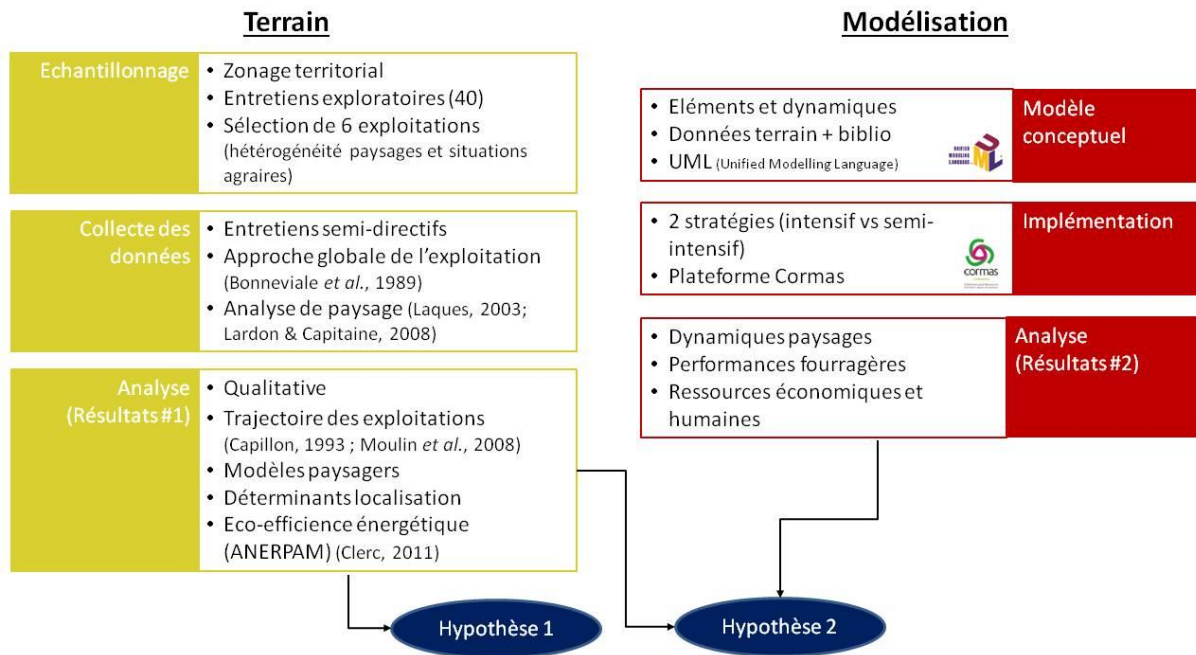 Terrain
Echantillonnage
• Zonage territorial
• Entretiens exploratoires (40)
• Sélection de 6 exploitations
(hétérogénéité paysages et situations
agraires)
Collecte des
données
• Entretiens semi-directifs
• Approche globale de l'exploitation
(Bonneviale et al., 1989)
• Analyse de paysage (Laques, 2003;
Lardon & Capitaine, 2008)
Analyse
(Résultats #1)
• Qualitative
• Trajectoire des exploitations
(Capillon, 1993 ; Moulin et al., 2008)
• Modèles paysagers
• Déterminants localisation
• Eco-efficience énergétique
(ANERPAM) (Clerc, 2011)
Modélisation
• Eléments et dynamiques
• Données terrain + biblio
• UML (Unified Modelling Language)
UNIFIED
MODELING
LANGUAGE
UML
Modèle
conceptuel
• 2 stratégies (intensif vs semi-
intensif)
• Plateforme Cormas
cormas
Implémentation
• Dynamiques paysages
• Performances fourragères
• Ressources économiques et
humaines
Analyse
(Résultats #2)
Hypothèse 1
Hypothèse 2